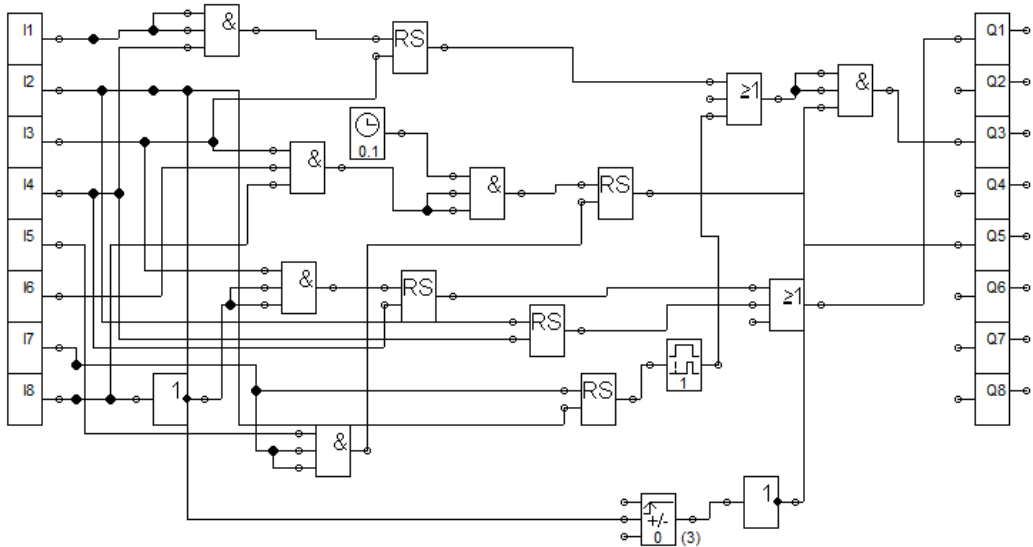 I1 & RS Q1
I2 ≥1 & Q2
I3 0.1 Q3
I4 & & RS Q4
I5 Q5
I6 & RS ≥1 Q6
I7 RS Q7
I8 1 RS 1 Q8
&
1
+/-
0 (3)